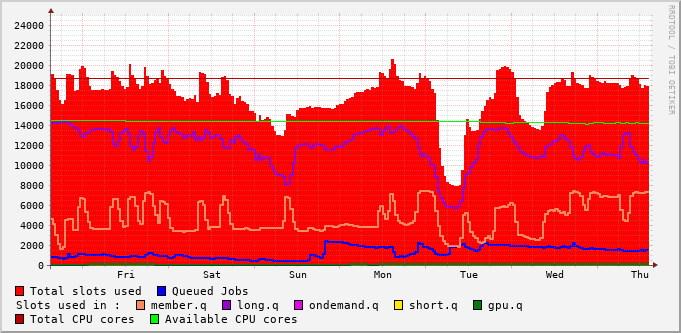 24000
22000
20000
18000
16000
14000
12000
10000
8000
6000
4000
2000
0
Fri Sat Sun Mon Tue Wed Thu
Total slots used Queued Jobs
Slots used in : member.q long.q ondemand.q short.q gpu.q
Total CPU cores Available CPU cores
RRDTOOL / TOBI OETIKER